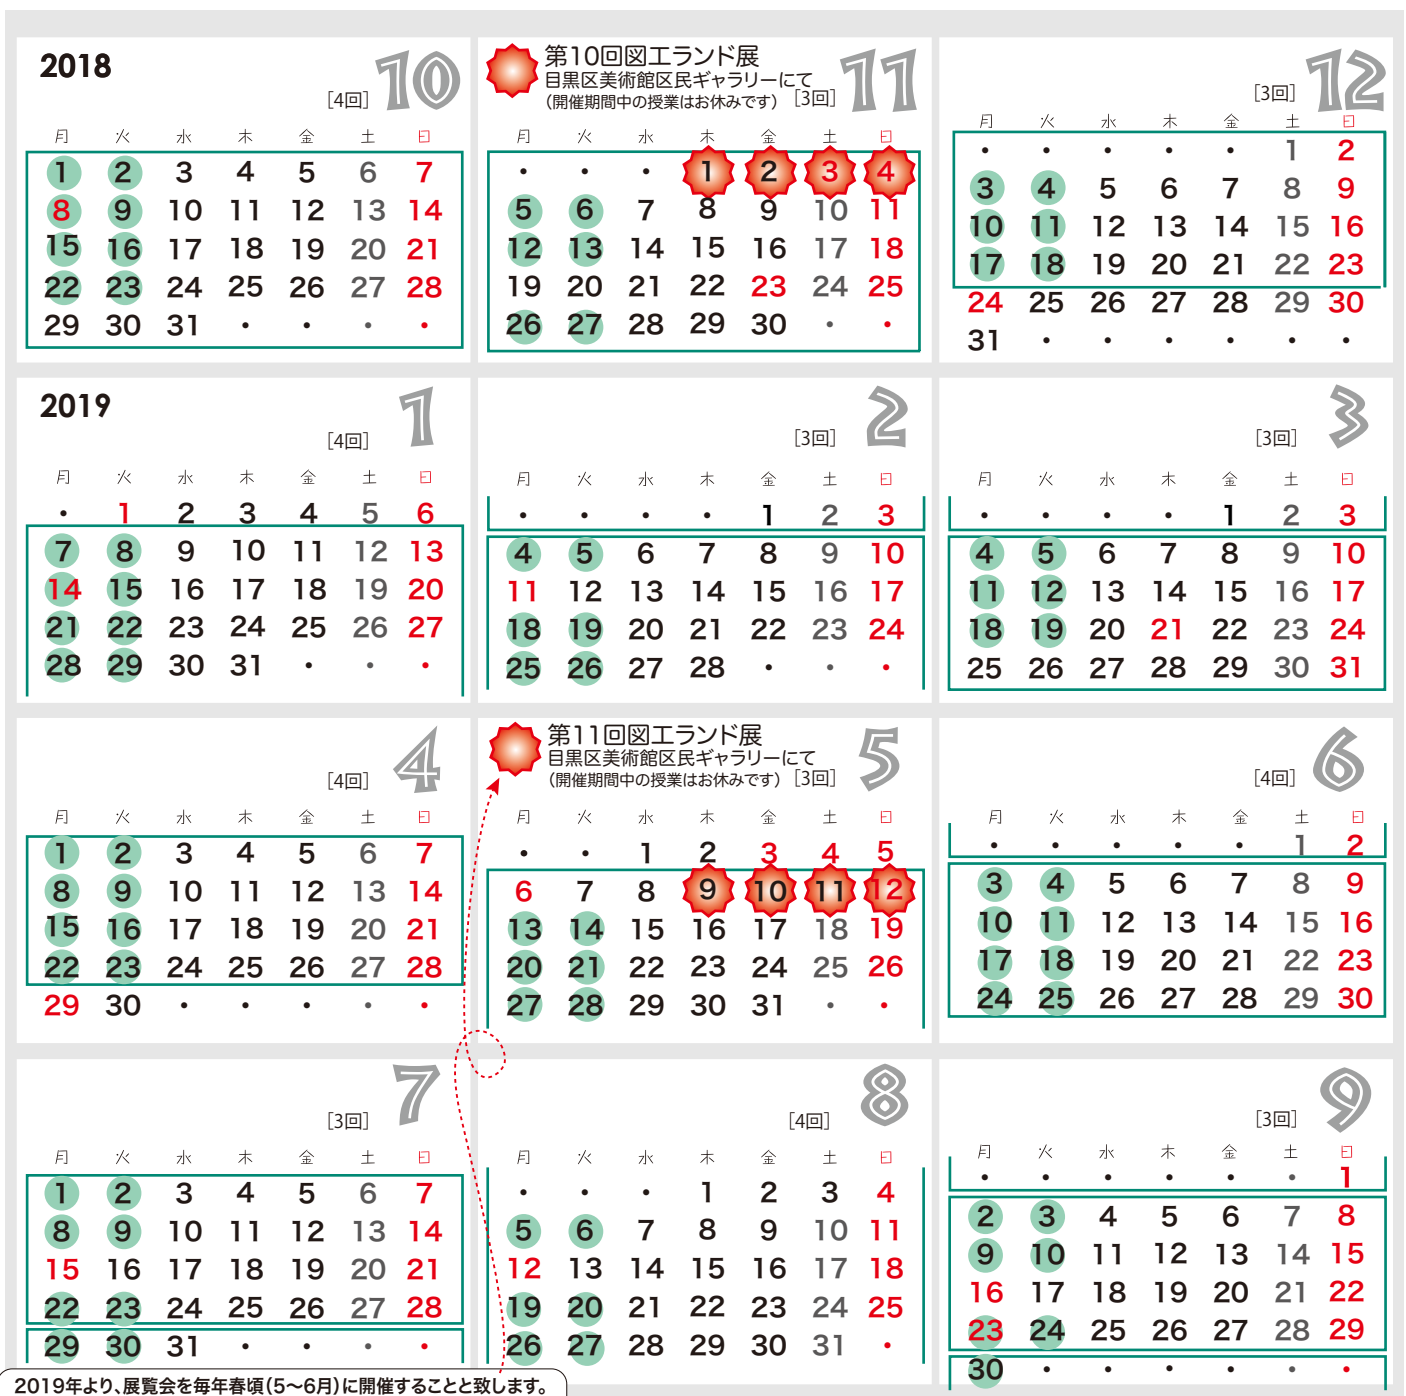 2018
10
[4回]
月 火 水 木 金 土 日
1 2 3 4 5 6 7
8 9 10 11 12 13 14
15 16 17 18 19 20 21
22 23 24 25 26 27 28
29 30 31 ・ ・ ・ ・
第10回図工ランド展
目黒区美術館区民ギャラリーにて
(開催期間中の授業はお休みです) [3回]
11
月 火 水 木 金 土 日
・ ・ ・ 1 2 3 4
5 6 7 8 9 10 11
12 13 14 15 16 17 18
19 20 21 22 23 24 25
26 27 28 29 30 ・ ・
12
[3回]
月 火 水 木 金 土 日
・ ・ ・ ・ ・ 1 2
3 4 5 6 7 8 9
10 11 12 13 14 15 16
17 18 19 20 21 22 23
24 25 26 27 28 29 30
31 ・ ・ ・ ・ ・ ・
2019
1
[4回]
月 火 水 木 金 土 日
・ 1 2 3 4 5 6
7 8 9 10 11 12 13
14 15 16 17 18 19 20
21 22 23 24 25 26 27
28 29 30 31 ・ ・ ・
2
[3回]
月 火 水 木 金 土 日
・ ・ ・ ・ 1 2 3
4 5 6 7 8 9 10
11 12 13 14 15 16 17
18 19 20 21 22 23 24
25 26 27 28 ・ ・ ・
3
[3回]
月 火 水 木 金 土 日
・ ・ ・ ・ 1 2 3
4 5 6 7 8 9 10
11 12 13 14 15 16 17
18 19 20 21 22 23 24
25 26 27 28 29 30 31
4
[4回]
月 火 水 木 金 土 日
1 2 3 4 5 6 7
8 9 10 11 12 13 14
15 16 17 18 19 20 21
22 23 24 25 26 27 28
29 30 ・ ・ ・ ・ ・
第11回図工ランド展
目黒区美術館区民ギャラリーにて
(開催期間中の授業はお休みです) [3回]
5
月 火 水 木 金 土 日
・ ・ 1 2 3 4 5
6 7 8 9 10 11 12
13 14 15 16 17 18 19
20 21 22 23 24 25 26
27 28 29 30 31 ・ ・
6
[4回]
月 火 水 木 金 土 日
・ ・ ・ ・ ・ 1 2
3 4 5 6 7 8 9
10 11 12 13 14 15 16
17 18 19 20 21 22 23
24 25 26 27 28 29 30
7
[3回]
月 火 水 木 金 土 日
1 2 3 4 5 6 7
8 9 10 11 12 13 14
15 16 17 18 19 20 21
22 23 24 25 26 27 28
29 30 31 ・ ・ ・ ・
8
[4回]
月 火 水 木 金 土 日
・ ・ ・ 1 2 3 4
5 6 7 8 9 10 11
12 13 14 15 16 17 18
19 20 21 22 23 24 25
26 27 28 29 30 31 ・
9
[3回]
月 火 水 木 金 土 日
・ ・ ・ ・ ・ ・ 1
2 3 4 5 6 7 8
9 10 11 12 13 14 15
16 17 18 19 20 21 22
23 24 25 26 27 28 29
30 ・ ・ ・ ・ ・ ・
2019年より、展覧会を毎年春頃(5〜6月)に開催することと致します。